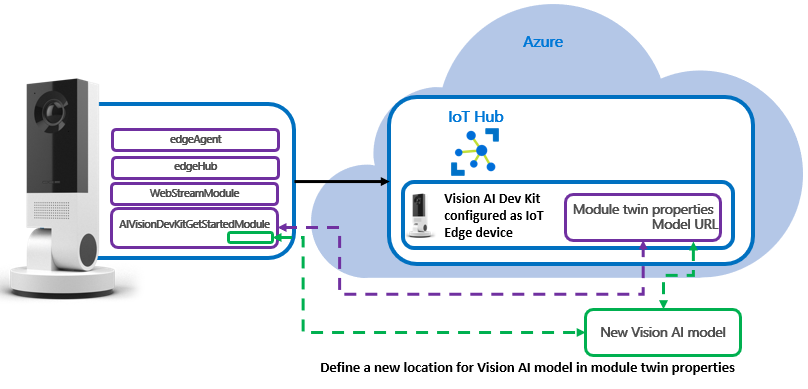 Azure
IoT Hub
edgeAgent
edgeHub
WebStreamModule
AIVisionDevKitGetStartedModule
Vision AI Dev Kit
configured as IoT
Edge device
Module twin properties
Model URL
New Vision AI model
Define a new location for Vision AI model in module twin properties